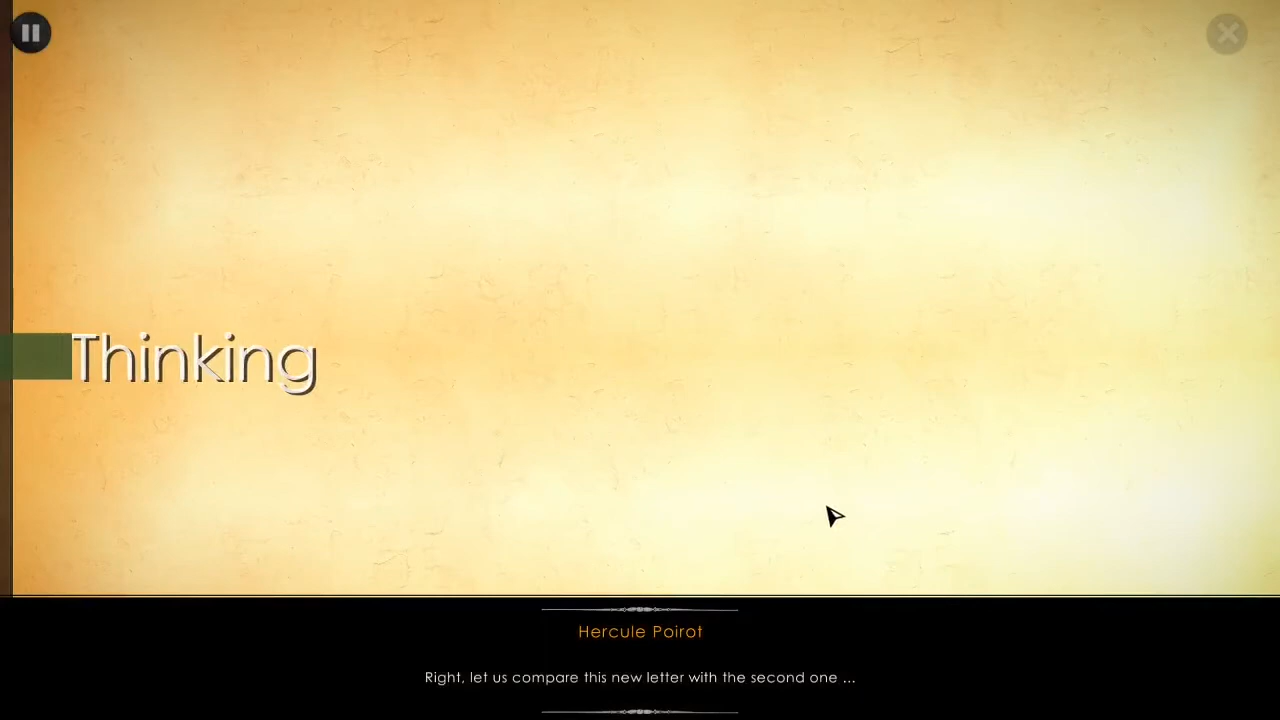 Thinking
Hercule Poirot
Right, let us compare this new letter with the second one ...